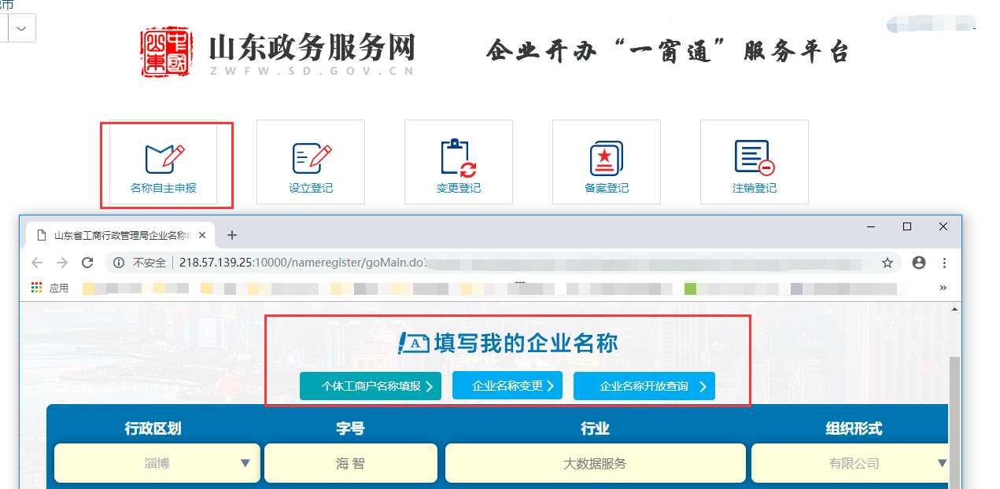 市
山东政务服务网
ZWFW.SD.GOV.CN
企业开办“一窗通”服务平台
名称自主申报
设立登记
变更登记
备案登记
注销登记
山东省工商行政管理局企业名称
不安全 218.57.139.25:10000/nameregister/goMain.do?
应用
填写我的企业名称
个体工商户名称填报
企业名称变更
企业名称开放查询
行政区划 字号 行业 组织形式
淄博 海智 大数据服务 有限公司